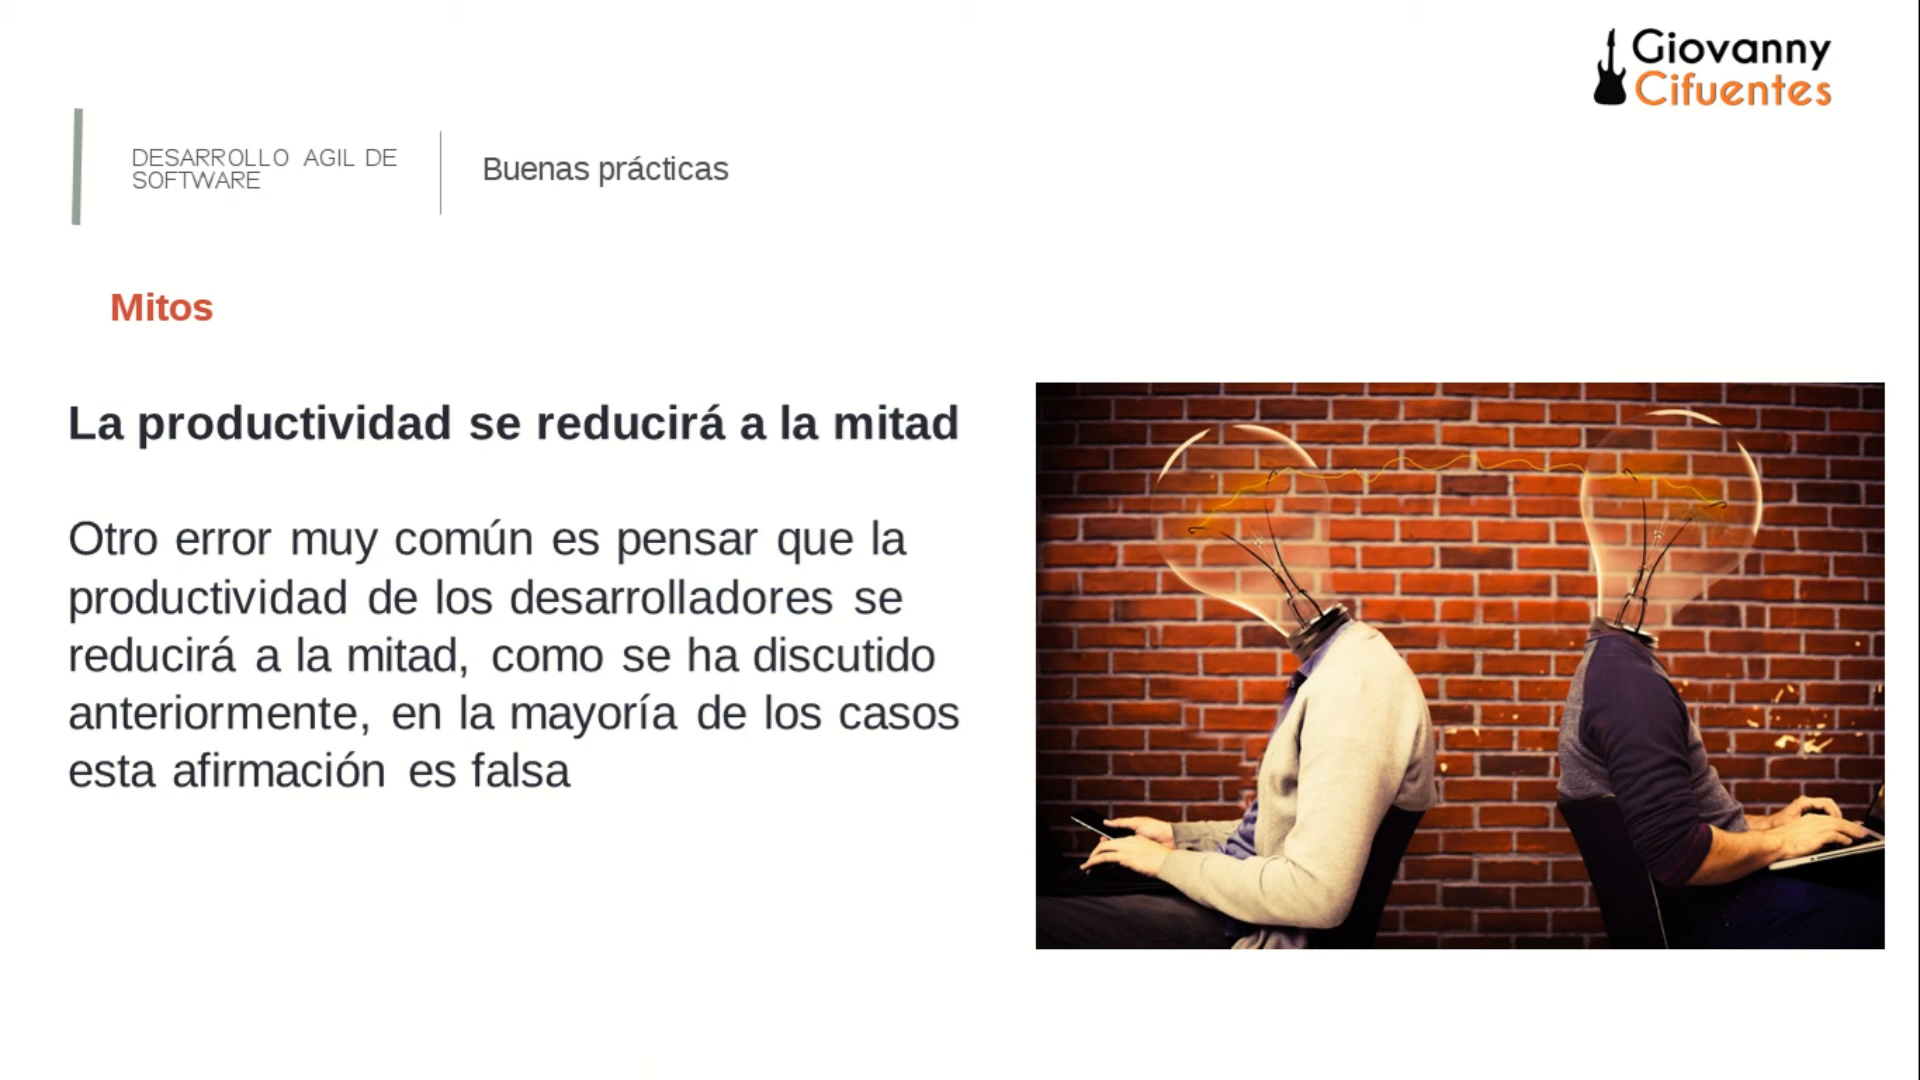 Giovanny
Cifuentes
DESARROLLO AGIL DE
SOFTWARE
Buenas prácticas
Mitos
La productividad se reducirá a la mitad
Otro error muy común es pensar que la
productividad de los desarrolladores se
reducirá a la mitad, como se ha discutido
anteriormente, en la mayoría de los casos
esta afirmación es falsa